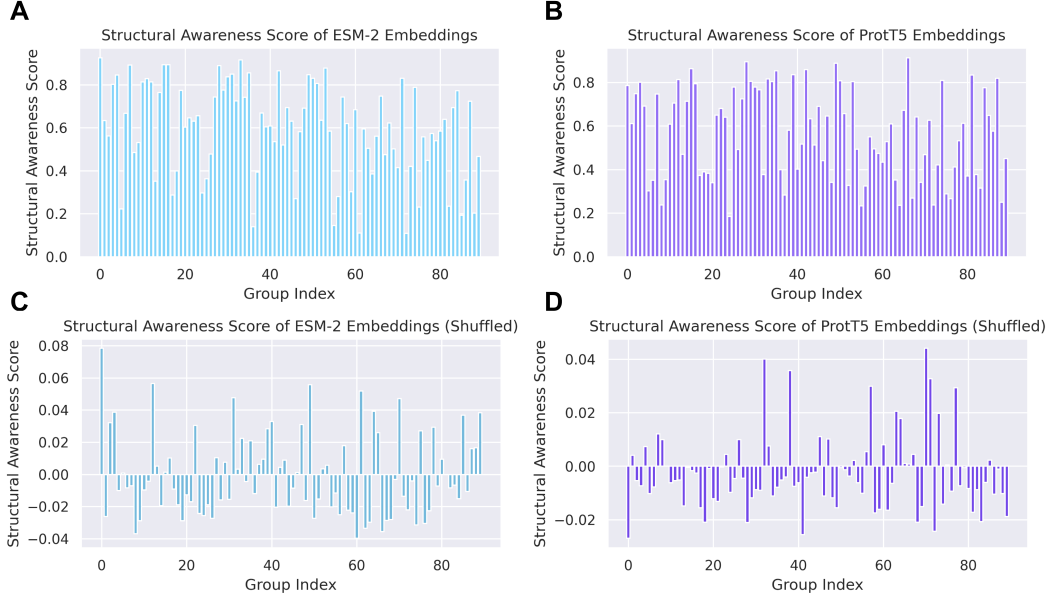 A
Structural Awareness Score of ESM-2 Embeddings
Structural Awareness Score
0.8
0.6
0.4
0.2
0.0
0 20 40 60 80
Group Index
B
Structural Awareness Score of ProtT5 Embeddings
Structural Awareness Score
0.8
0.6
0.4
0.2
0.0
0 20 40 60 80
Group Index
C
Structural Awareness Score of ESM-2 Embeddings (Shuffled)
Structural Awareness Score
0.08
0.06
0.04
0.02
0.00
−0.02
−0.04
0 20 40 60 80
Group Index
D
Structural Awareness Score of ProtT5 Embeddings (Shuffled)
Structural Awareness Score
0.04
0.02
0.00
−0.02
0 20 40 60 80
Group Index